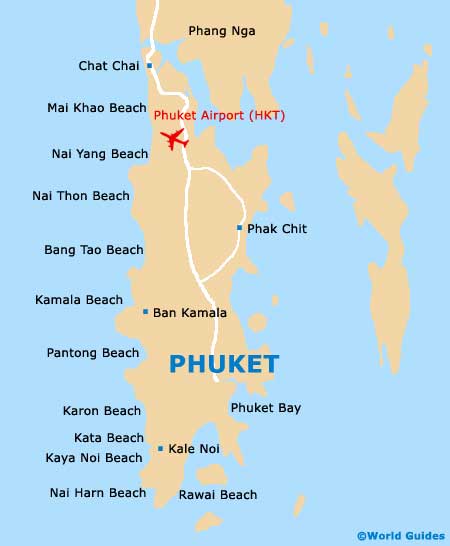 Phang Nga
Chat Chai
Mai Khao Beach
Phuket Airport (HKT)
Nai Yang Beach
Nai Thon Beach
Phak Chit
Bang Tao Beach
Kamala Beach
Ban Kamala
Pantong Beach
PHUKET
Karon Beach
Phuket Bay
Kata Beach
Kale Noi
Kaya Noi Beach
Nai Harn Beach
Rawai Beach
©World Guides